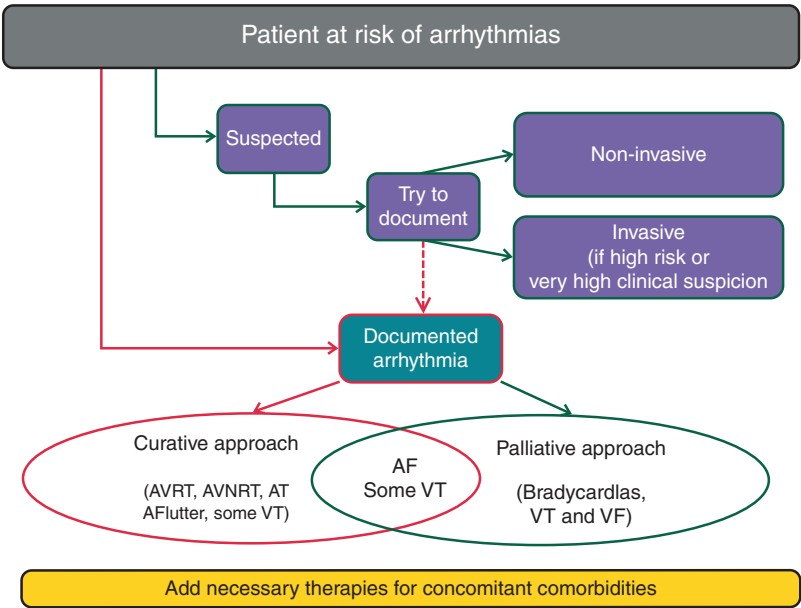 Patient at risk of arrhythmias
Suspected
Non-invasive
Try to
document
Invasive
(if high risk or
very high clinical suspicion
Documented
arrhythmia
Curative approach
(AVRT, AVNRT, AT
AFlutter, some VT)
AF
Some VT
Palliative approach
(Bradycardlas,
VT and VF)
Add necessary therapies for concomitant comorbidities